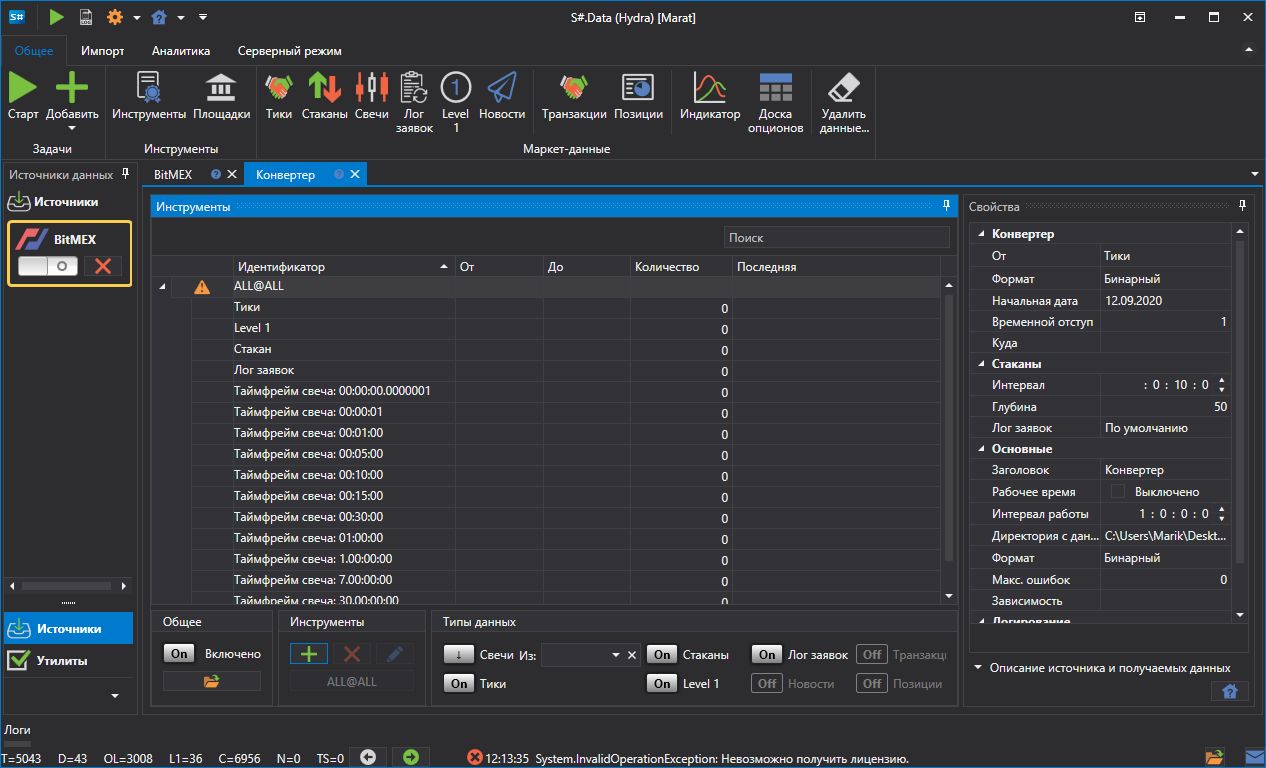 S#
LOG
S#.Data (Hydra) [Marat]
Общее Импорт Аналитика Серверный режим
Старт Добавить Инструменты Площадки Тики Стаканы Свечи Лог заявок Level 1 Новости Транзакции Позиции Индикатор Доска опционов Удалить данные...
Задачи Инструменты Маркет-данные
Источники данных
Источники
BitMEX
BitMEX Конвертер
Инструменты
Поиск
Идентификатор От До Количество Последняя
ALL@ALL
Тики 0
Level 1 0
Стакан 0
Лог заявок 0
Таймфрейм свеча: 00:00:00.0000001 0
Таймфрейм свеча: 00:00:01 0
Таймфрейм свеча: 00:01:00 0
Таймфрейм свеча: 00:05:00 0
Таймфрейм свеча: 00:10:00 0
Таймфрейм свеча: 00:15:00 0
Таймфрейм свеча: 00:30:00 0
Таймфрейм свеча: 01:00:00 0
Таймфрейм свеча: 1.00:00:00 0
Таймфрейм свеча: 7.00:00:00 0
Таймфрейм свеча: 30.00:00:00 0
Свойства
Конвертер
От Тики
Формат Бинарный
Начальная дата 12.09.2020
Временной отступ 1
Куда
Стаканы
Интервал : 0 : 10 : 0
Глубина 50
Лог заявок По умолчанию
Основные
Заголовок Конвертер
Рабочее время Выключено
Интервал работы 1 : 0 : 0 : 0
Директория с дан... C:\Users\Marik\Deskt...
Формат Бинарный
Макс. ошибок 0
Зависимость
Логирование
Описание источника и получаемых данных
Источники
Утилиты
Общее
On Включено
Инструменты
ALL@ALL
Типы данных
↓ Свечи Из: On Стаканы On Лог заявок Off Транзакц
On Тики On Level 1 Off Новости Off Позиции
Логи
T=5043 D=43 OL=3008 L1=36 C=6956 N=0 TS=0 12:13:35 System.InvalidOperationException: Невозможно получить лицензию.